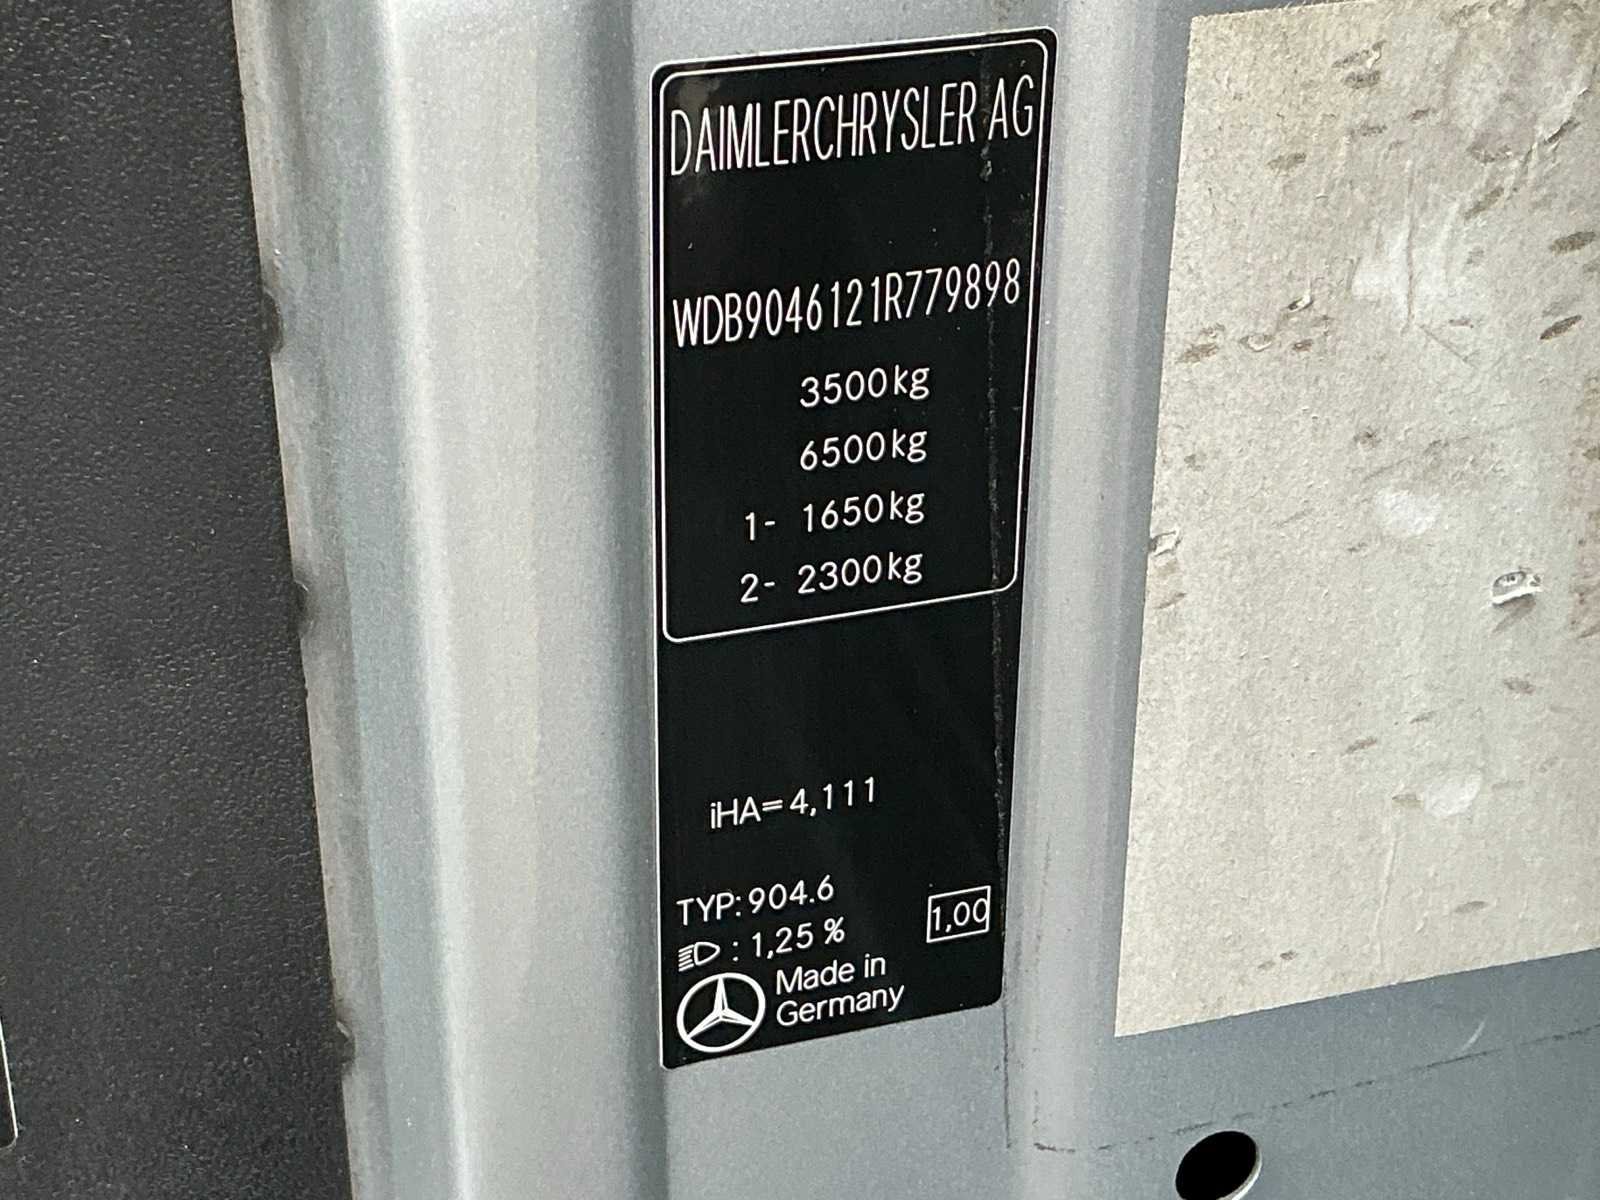 DAIMLERCHRYSLER AG
WDB9046121R779898
3500kg
6500kg
1- 1650kg
2- 2300kg
iHA=4,111
TYP:904.6
: 1,25 %
1,00
Made in
Germany